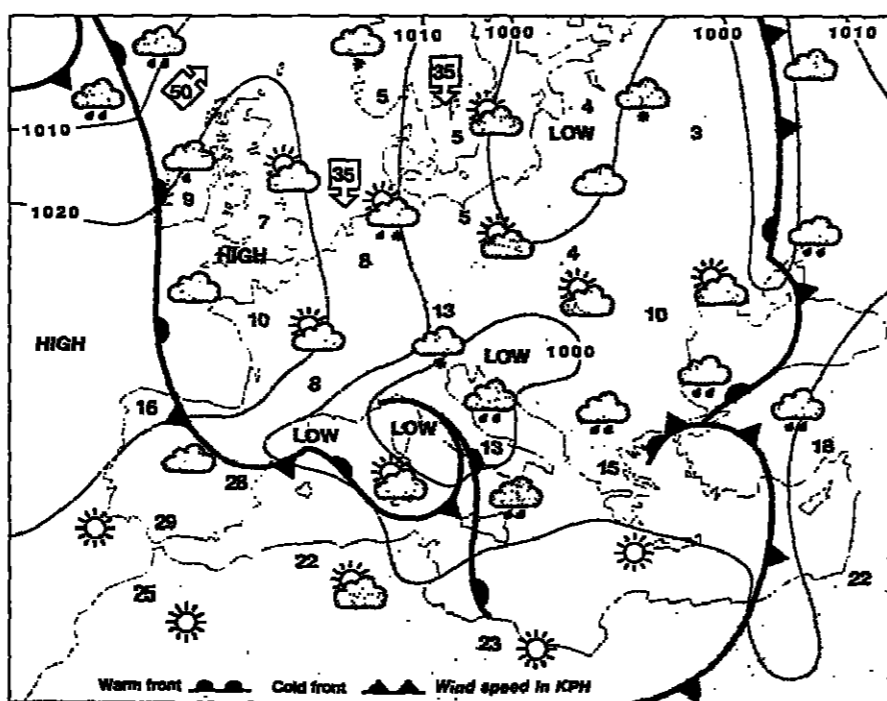 1010 1000 1000 1010
50 35
5 4
1010 5 LOW 3
9 35
1020 7 5
HIGH 8 4
10 13 10
HIGH LOW 1000
8
16 LOW LOW
13 15 18
28
29
22 22
25
23
Warm front Cold front Wind speed in KPH